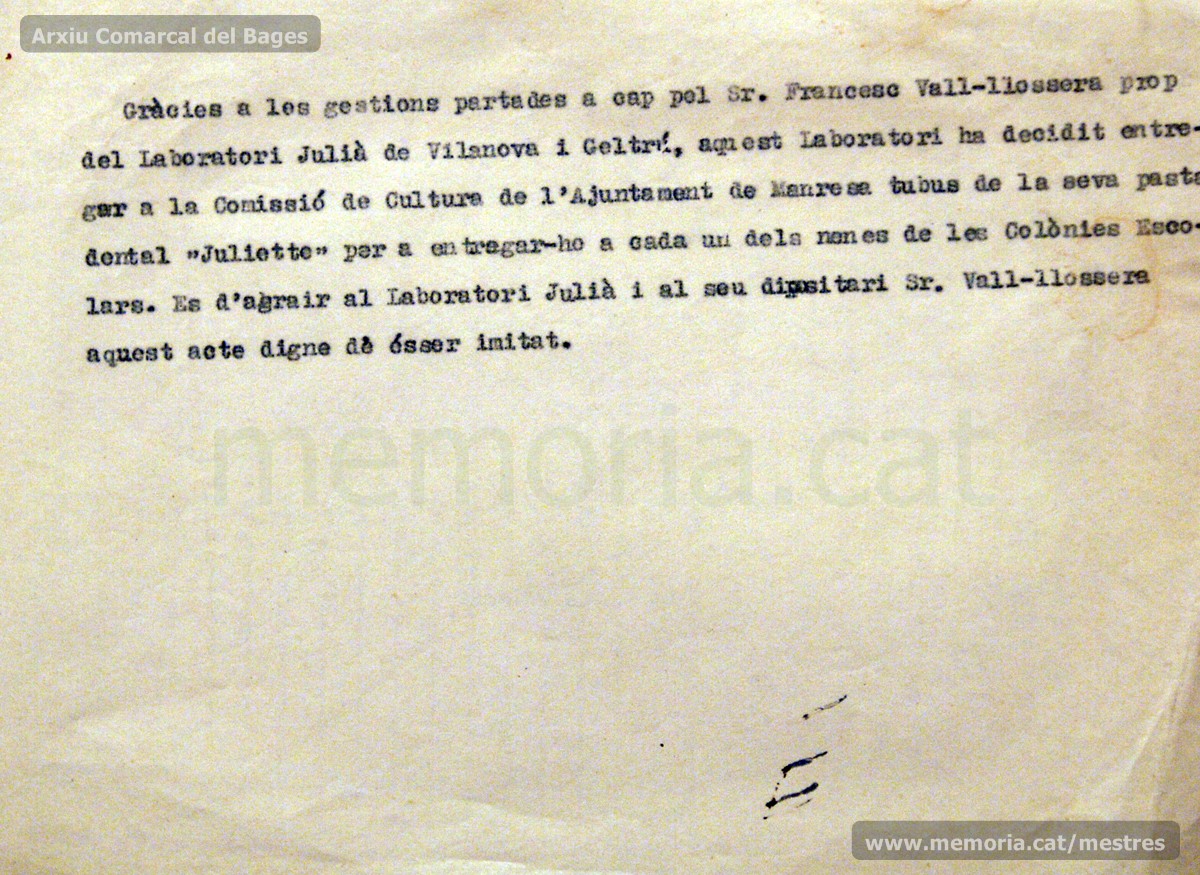 Arxiu Comarcal del Bages
Gràcies a les gestions partades a cap pel Sr. Francesc Vall-llossera prop
del Laboratori Julià de Vilanova i Geltrú, aquest Laboratori ha decidit entre-
gar a la Comissió de Cultura de l'Ajuntament de Manresa tubus de la seva pasta
dental "Juliette" per a entragar-ho a cada un dels nenes de les Colònies Esco-
lars. Es d'agrair al Laboratori Julià i al seu dipositari Sr. Vall-llossera
aquest acte digne de ésser imitat.
memoria.cat
www.memoria.cat/mestres